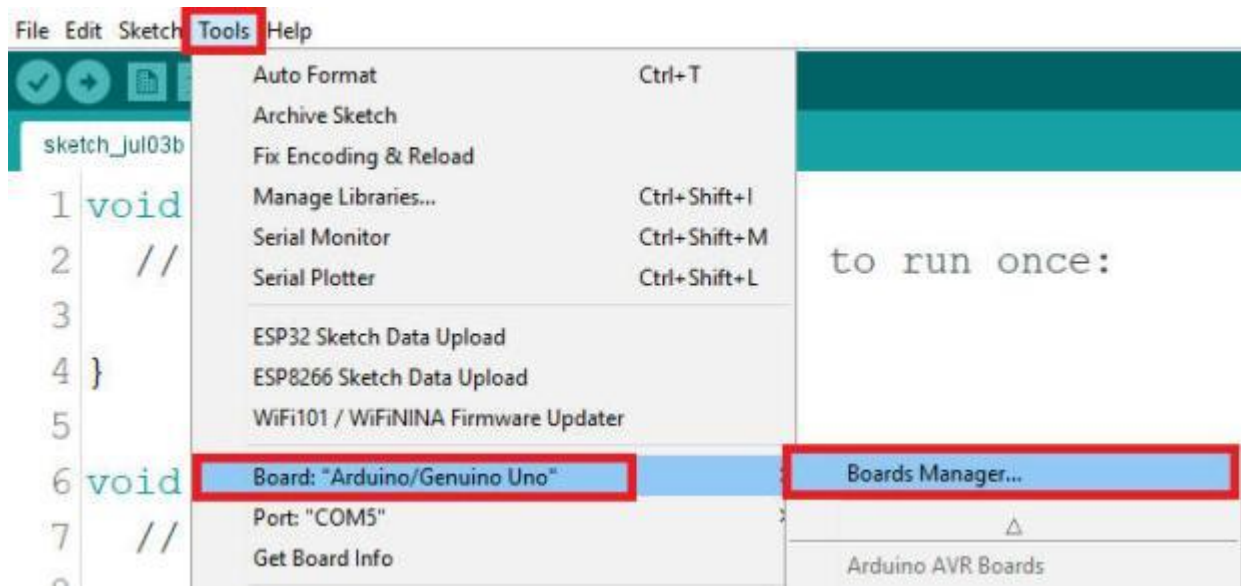 File Edit Sketch Tools Help
Auto Format Ctrl+T
Archive Sketch
sketch_jul03b
Fix Encoding & Reload
1 void
Manage Libraries... Ctrl+Shift+I
Serial Monitor Ctrl+Shift+M
2 // to run once:
Serial Plotter Ctrl+Shift+L
3
ESP32 Sketch Data Upload
4 }
ESP8266 Sketch Data Upload
5
WiFi101 / WiFiNINA Firmware Updater
6 void
Board: "Arduino/Genuino Uno"
Boards Manager...
Port: "COM5"
7 //
Get Board Info
Arduino AVR Boards